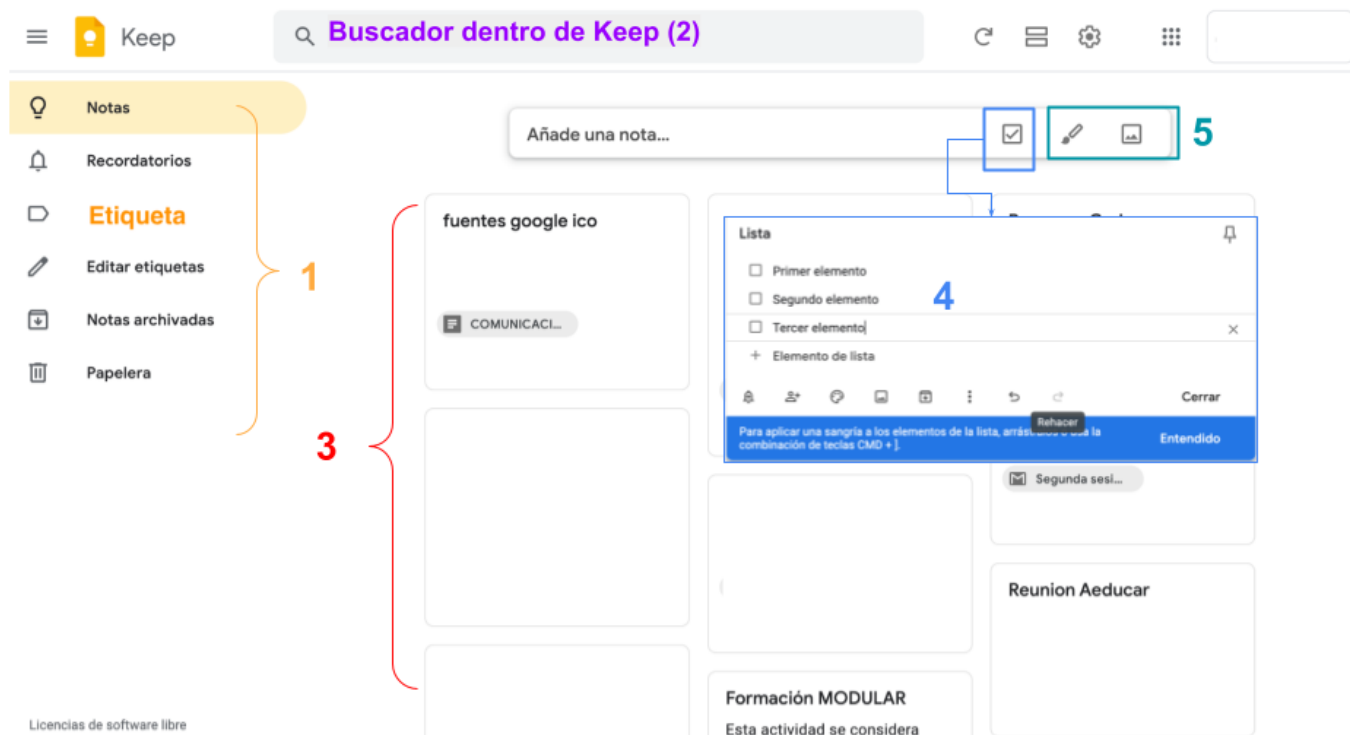 Keep
Buscador dentro de Keep (2)
Notas
Recordatorios
Etiqueta
Editar etiquetas
Notas archivadas
Papelera
1
Añade una nota...
5
3
fuentes google ico
COMUNICACI...
Lista
Primer elemento
Segundo elemento
4
Tercer elemento
Elemento de lista
Cerrar
Rehacer
Para aplicar una sangría a los elementos de la lista, la
combinación de teclas CMD + ].
Entendido
Segunda sesi...
Reunion Aeducar
Formación MODULAR
Esta actividad se considera
Licencias de software libre